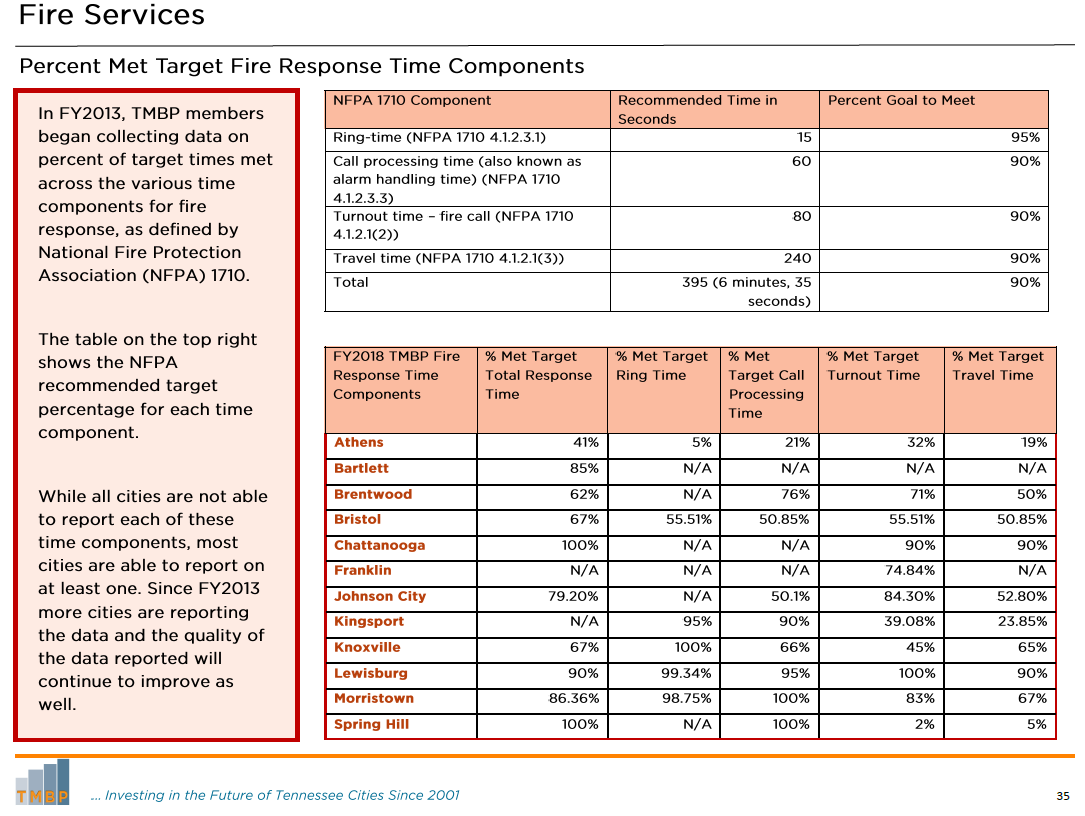 Fire Services
Percent Met Target Fire Response Time Components
In FY2013, TMBP members
began collecting data on
percent of target times met
across the various time
components for fire
response, as defined by
National Fire Protection
Association (NFPA) 1710.
The table on the top right
shows the NFPA
recommended target
percentage for each time
component.
While all cities are not able
to report each of these
time components, most
cities are able to report on
at least one. Since FY2013
more cities are reporting
the data and the quality of
the data reported will
continue to improve as
well.
NFPA 1710 Component Recommended Time in Percent Goal to Meet
Seconds
Ring-time (NFPA 1710 4.1.2.3.1) 15 95%
Call processing time (also known as 60 90%
alarm handling time) (NFPA 1710
4.1.2.3.3)
Turnout time – fire call (NFPA 1710 80 90%
4.1.2.1(2))
Travel time (NFPA 1710 4.1.2.1(3)) 240 90%
Total 395 (6 minutes, 35 90%
seconds)
FY2018 TMBP Fire % Met Target % Met Target % Met % Met Target % Met Target
Response Time Total Response Ring Time Target Call Turnout Time Travel Time
Components Time Processing
Time
Athens 41% 5% 21% 32% 19%
Bartlett 85% N/A N/A N/A N/A
Brentwood 62% N/A 76% 71% 50%
Bristol 67% 55.51% 50.85% 55.51% 50.85%
Chattanooga 100% N/A N/A 90% 90%
Franklin N/A N/A N/A 74.84% N/A
Johnson City 79.20% N/A 50.1% 84.30% 52.80%
Kingsport N/A 95% 90% 39.08% 23.85%
Knoxville 67% 100% 66% 45% 65%
Lewisburg 90% 99.34% 95% 100% 90%
Morristown 86.36% 98.75% 100% 83% 67%
Spring Hill 100% N/A 100% 2% 5%
TMBP ... Investing in the Future of Tennessee Cities Since 2001 35